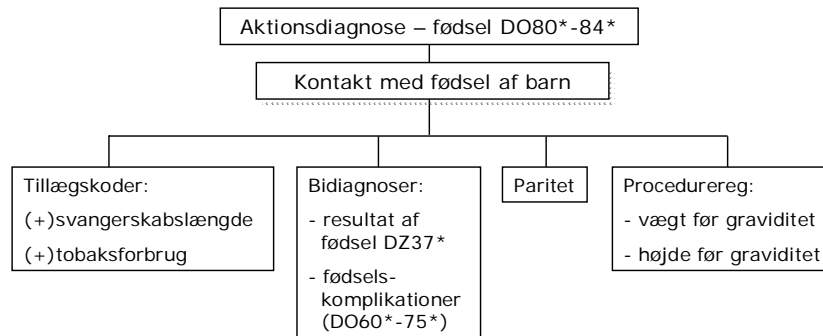 Aktionsdiagnose – fødsel DO80*-84*
Kontakt med fødsel af barn
Tillægskoder:
(+)svangerskabslængde
(+)tobaksforbrug
Bidiagnoser:
- resultat af
fødsel DZ37*
- fødsels-
komplikationer
(DO60*-75*)
Paritet
Procedurereg:
- vægt før graviditet
- højde før graviditet